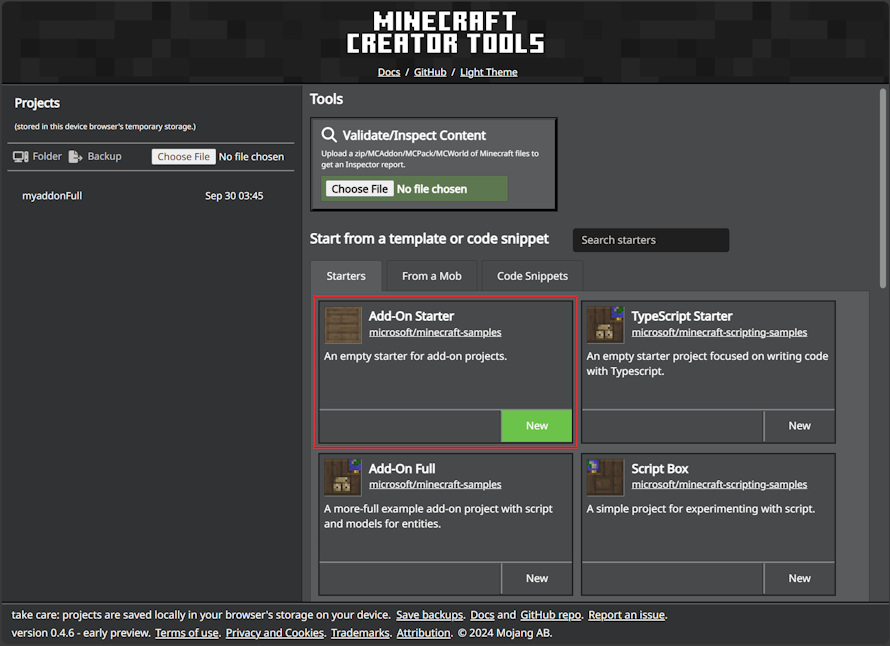 MINECRAFT
CREATOR TOOLS
Docs / GitHub / Light Theme
Projects
(stored in this device browser's temporary storage.)
Folder Backup Choose File No file chosen
myaddonFull Sep 30 03:45
Tools
Validate/Inspect Content
Upload a zip/MCAddon/MCPack/MCWorld of Minecraft files to
get an Inspector report.
Choose File No file chosen
Start from a template or code snippet Search starters
Starters From a Mob Code Snippets
Add-On Starter
microsoft/minecraft-samples
An empty starter for add-on projects.
New
TypeScript Starter
microsoft/minecraft-scripting-samples
An empty starter project focused on writing code
with Typescript.
New
Add-On Full
microsoft/minecraft-samples
A more-full example add-on project with script
and models for entities.
New
Script Box
microsoft/minecraft-scripting-samples
A simple project for experimenting with script.
New
take care: projects are saved locally in your browser's storage on your device. Save backups. Docs and GitHub repo. Report an issue.
version 0.4.6 - early preview. Terms of use. Privacy and Cookies. Trademarks. Attribution. © 2024 Mojang AB.